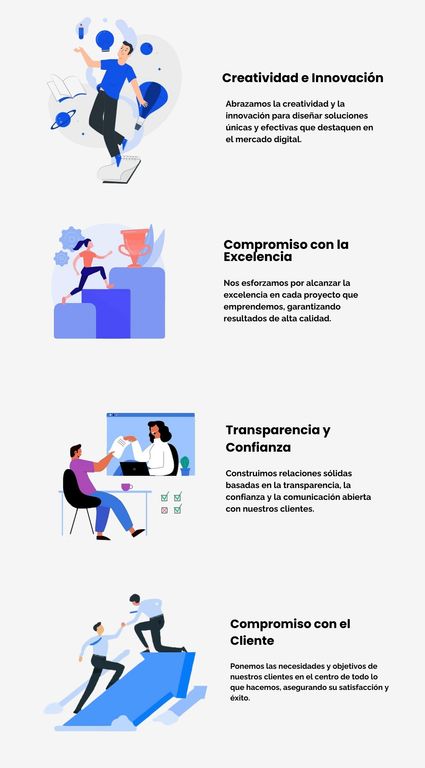 Creatividad e Innovación
Abrazamos la creatividad y la
innovación para diseñar soluciones
únicas y efectivas que destaquen en
el mercado digital.
Compromiso con la
Excelencia
Nos esforzamos por alcanzar la
excelencia en cada proyecto que
emprendemos, garantizando
resultados de alta calidad.
Transparencia y
Confianza
Construimos relaciones sólidas
basadas en la transparencia, la
confianza y la comunicación abierta
con nuestros clientes.
Compromiso con el
Cliente
Ponemos las necesidades y objetivos de
nuestros clientes en el centro de todo lo
que hacemos, asegurando su satisfacción y
éxito.